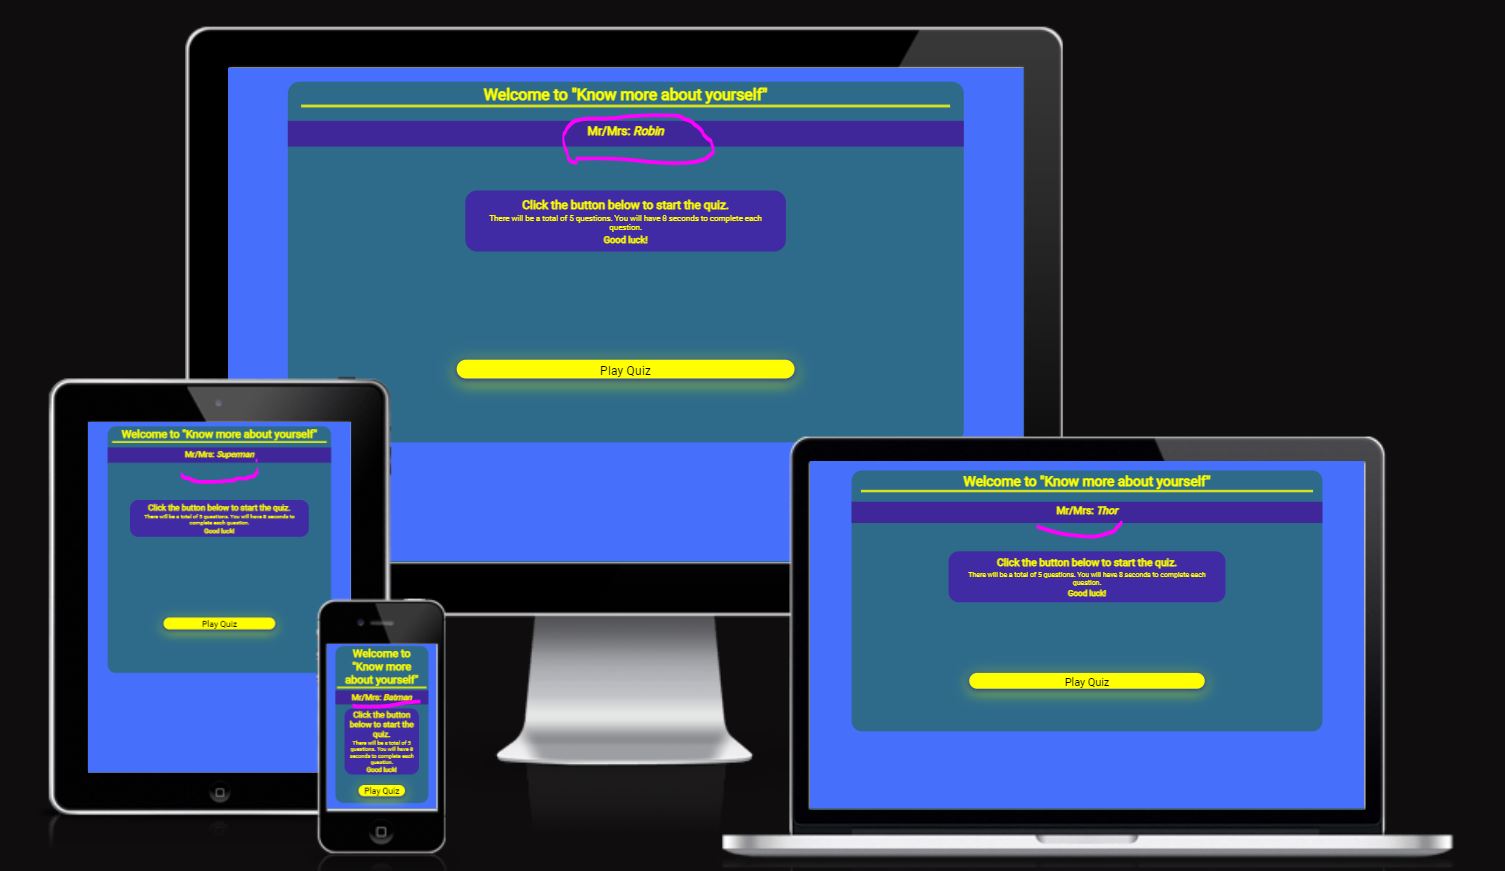 Welcome to "Know more about yourself"
Mr/Mrs: Robin
Click the button below to start the quiz.
There will be a total of 5 questions. You will have 8 seconds to complete each
question.
Good luck!
Play Quiz
Welcome to "Know more about yourself"
Mr/Mrs: Superman
Click the button below to start the quiz.
There will be a total of 5 questions. You will have 8 seconds to
complete each question.
Good luck!
Play Quiz
Welcome to
"Know more
about yourself"
Mr/Mrs: Batman
Click the button
below to start the
quiz.
There will be a total of 5
questions. You will have 8
seconds to complete each
question.
Good luck!
Play Quiz
Welcome to "Know more about yourself"
Mr/Mrs: Thor
Click the button below to start the quiz.
There will be a total of 5 questions. You will have 8 seconds to complete each
question.
Good luck!
Play Quiz